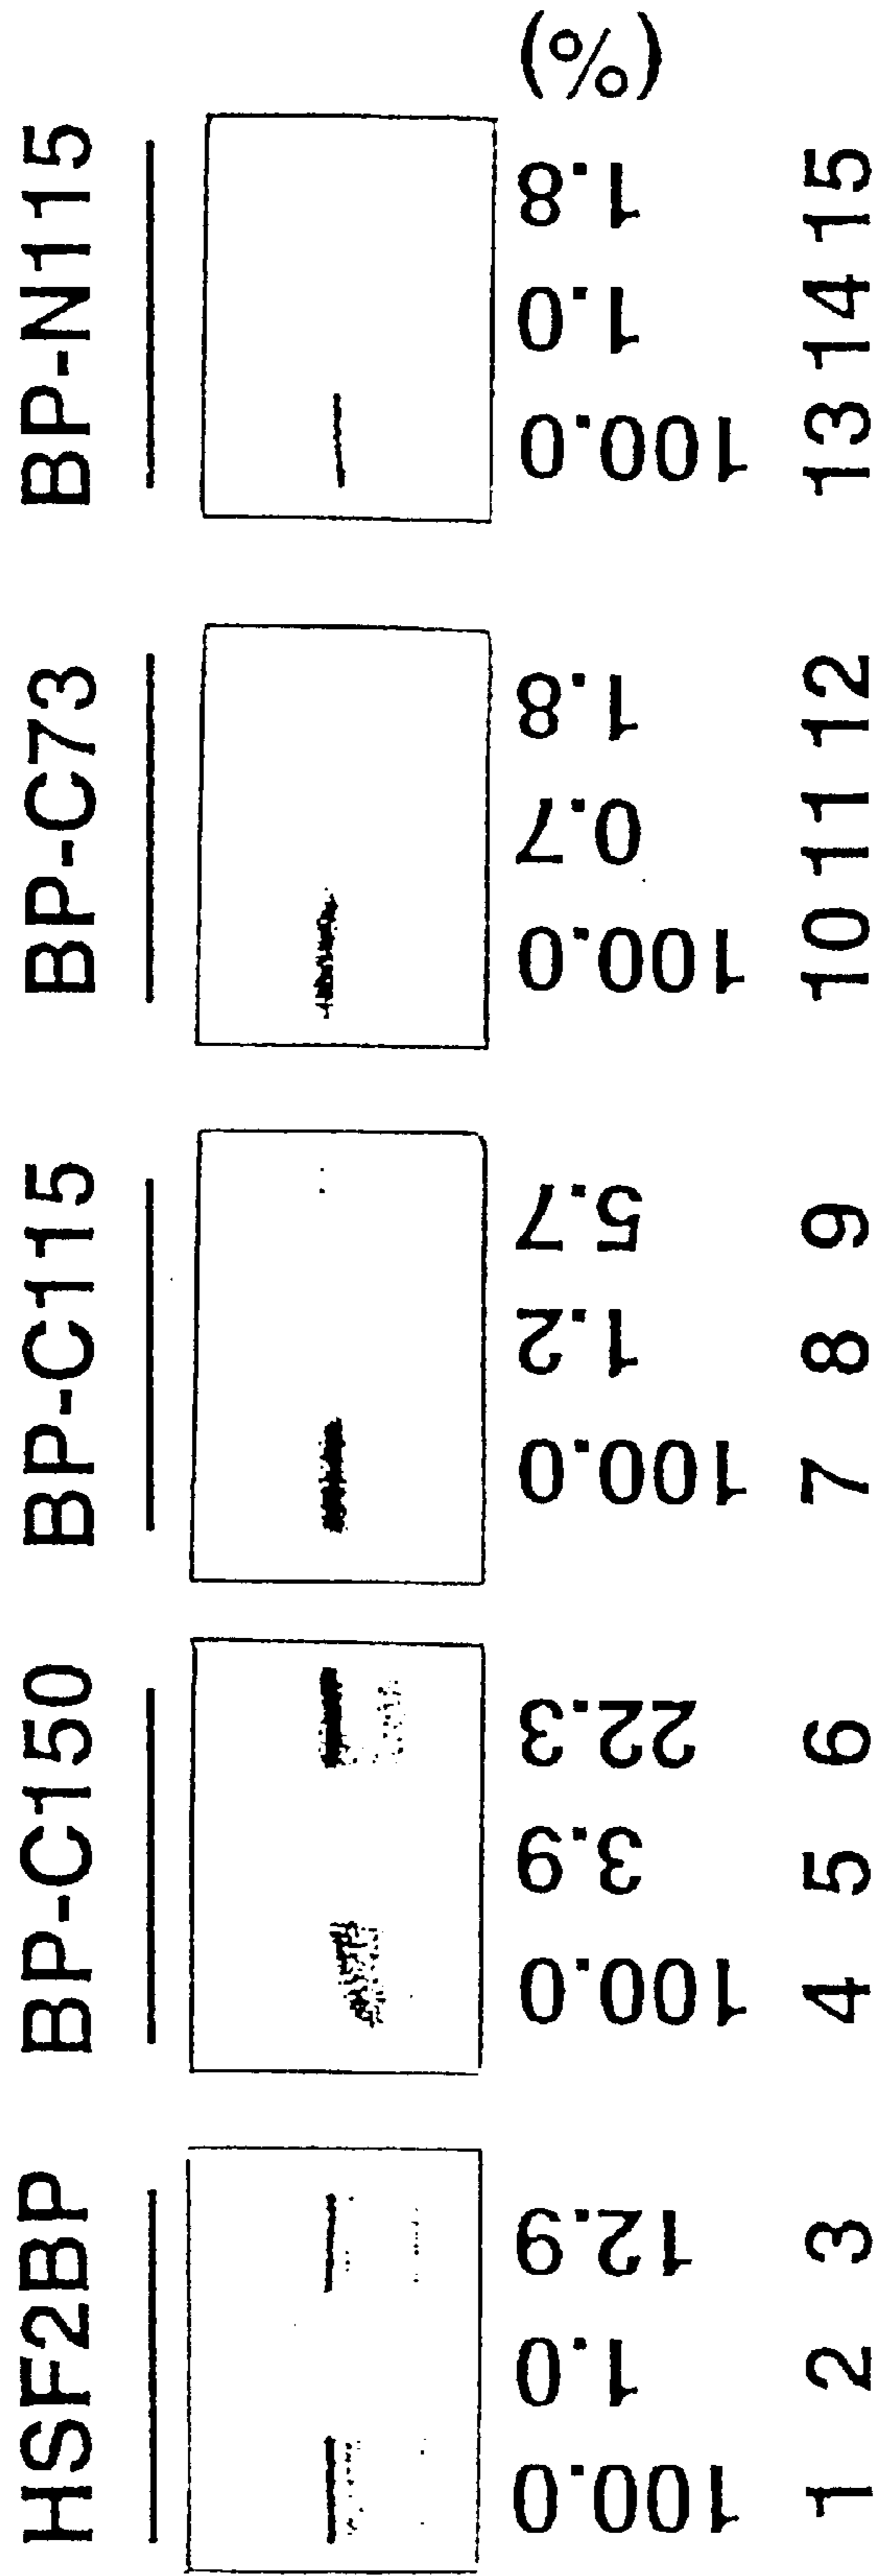 HSF2BP BP-C150 BP-C115 BP-C73 BP-N115
100.0 1.0 12.9 100.0 3.9 22.3 100.0 1.2 5.7 100.0 0.7 1.8 100.0 1.0 1.8 (%)
1 2 3 4 5 6 7 8 9 10 11 12 13 14 15